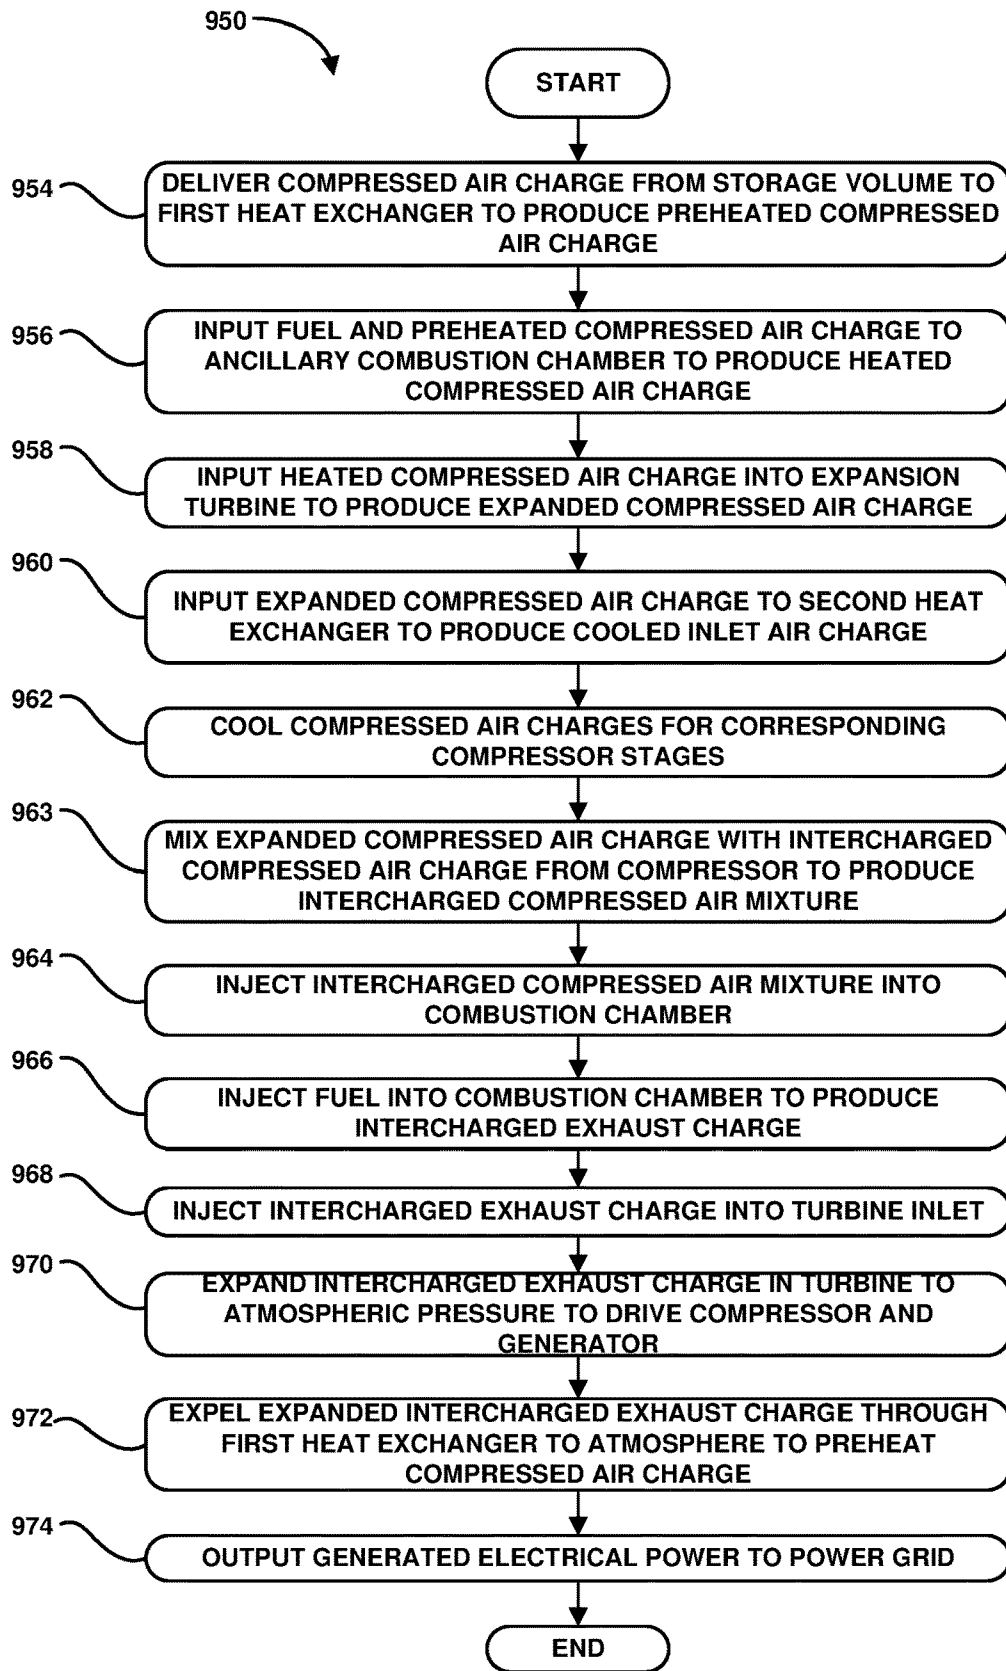 950
START
954
DELIVER COMPRESSED AIR CHARGE FROM STORAGE VOLUME TO
FIRST HEAT EXCHANGER TO PRODUCE PREHEATED COMPRESSED
AIR CHARGE
956
INPUT FUEL AND PREHEATED COMPRESSED AIR CHARGE TO
ANCILLARY COMBUSTION CHAMBER TO PRODUCE HEATED
COMPRESSED AIR CHARGE
958
INPUT HEATED COMPRESSED AIR CHARGE INTO EXPANSION
TURBINE TO PRODUCE EXPANDED COMPRESSED AIR CHARGE
960
INPUT EXPANDED COMPRESSED AIR CHARGE TO SECOND HEAT
EXCHANGER TO PRODUCE COOLED INLET AIR CHARGE
962
COOL COMPRESSED AIR CHARGES FOR CORRESPONDING
COMPRESSOR STAGES
963
MIX EXPANDED COMPRESSED AIR CHARGE WITH INTERCHARGED
COMPRESSED AIR CHARGE FROM COMPRESSOR TO PRODUCE
INTERCHARGED COMPRESSED AIR MIXTURE
964
INJECT INTERCHARGED COMPRESSED AIR MIXTURE INTO
COMBUSTION CHAMBER
966
INJECT FUEL INTO COMBUSTION CHAMBER TO PRODUCE
INTERCHARGED EXHAUST CHARGE
968
INJECT INTERCHARGED EXHAUST CHARGE INTO TURBINE INLET
970
EXPAND INTERCHARGED EXHAUST CHARGE IN TURBINE TO
ATMOSPHERIC PRESSURE TO DRIVE COMPRESSOR AND
GENERATOR
972
EXPEL EXPANDED INTERCHARGED EXHAUST CHARGE THROUGH
FIRST HEAT EXCHANGER TO ATMOSPHERE TO PREHEAT
COMPRESSED AIR CHARGE
974
OUTPUT GENERATED ELECTRICAL POWER TO POWER GRID
END